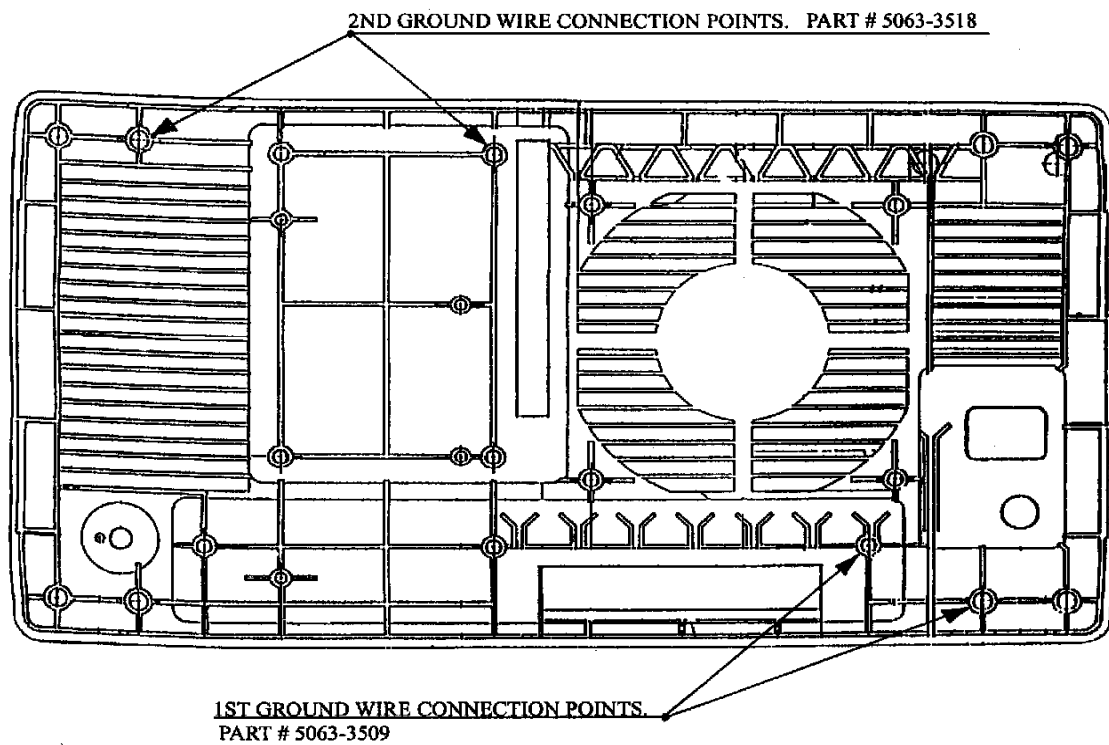 2ND GROUND WIRE CONNECTION POINTS. PART # 5063-3518
1ST GROUND WIRE CONNECTION POINTS.
PART # 5063-3509